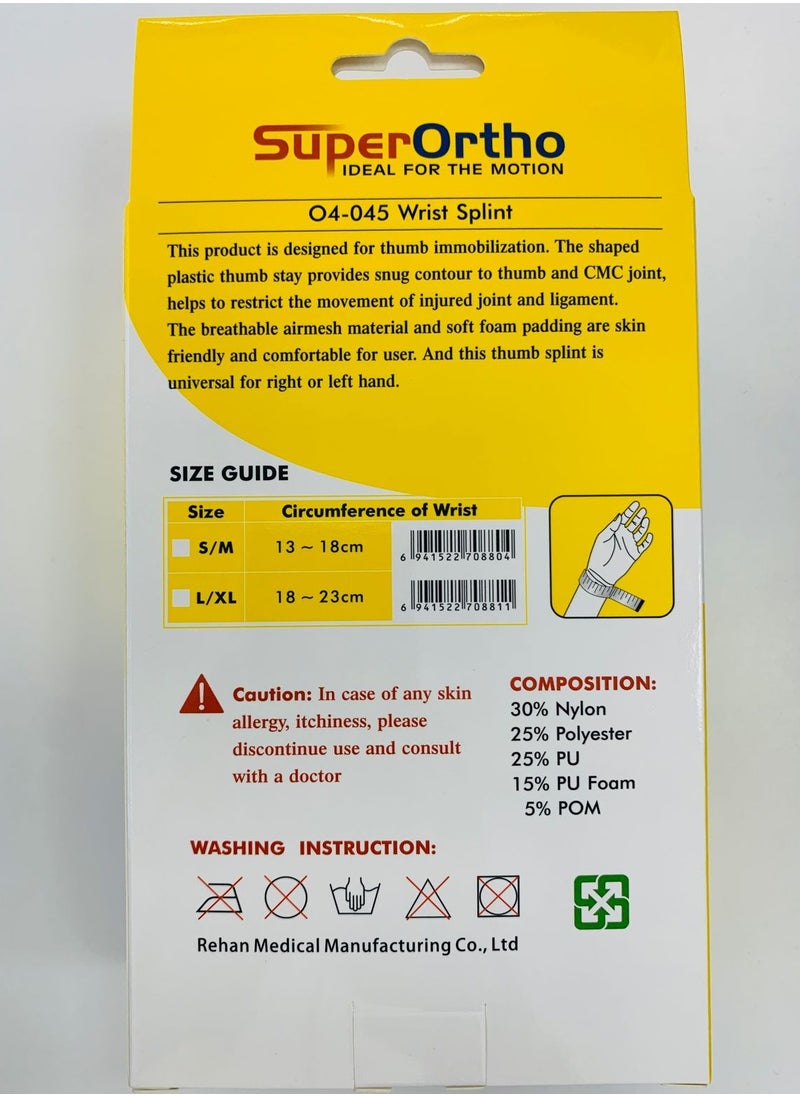 SuperOrtho
IDEAL FOR THE MOTION
O4-045 Wrist Splint
This product is designed for thumb immobilization. The shaped
plastic thumb stay provides snug contour to thumb and CMC joint,
helps to restrict the movement of injured joint and ligament.
The breathable airmesh material and soft foam padding are skin
friendly and comfortable for user. And this thumb splint is
universal for right or left hand.
SIZE GUIDE
Size Circumference of Wrist
S/M 13 ~ 18cm
6 941522 708804
L/XL 18 ~ 23cm
6 941522 708811
Caution: In case of any skin
allergy, itchiness, please
discontinue use and consult
with a doctor
COMPOSITION:
30% Nylon
25% Polyester
25% PU
15% PU Foam
5% POM
WASHING INSTRUCTION:
Rehan Medical Manufacturing Co., Ltd